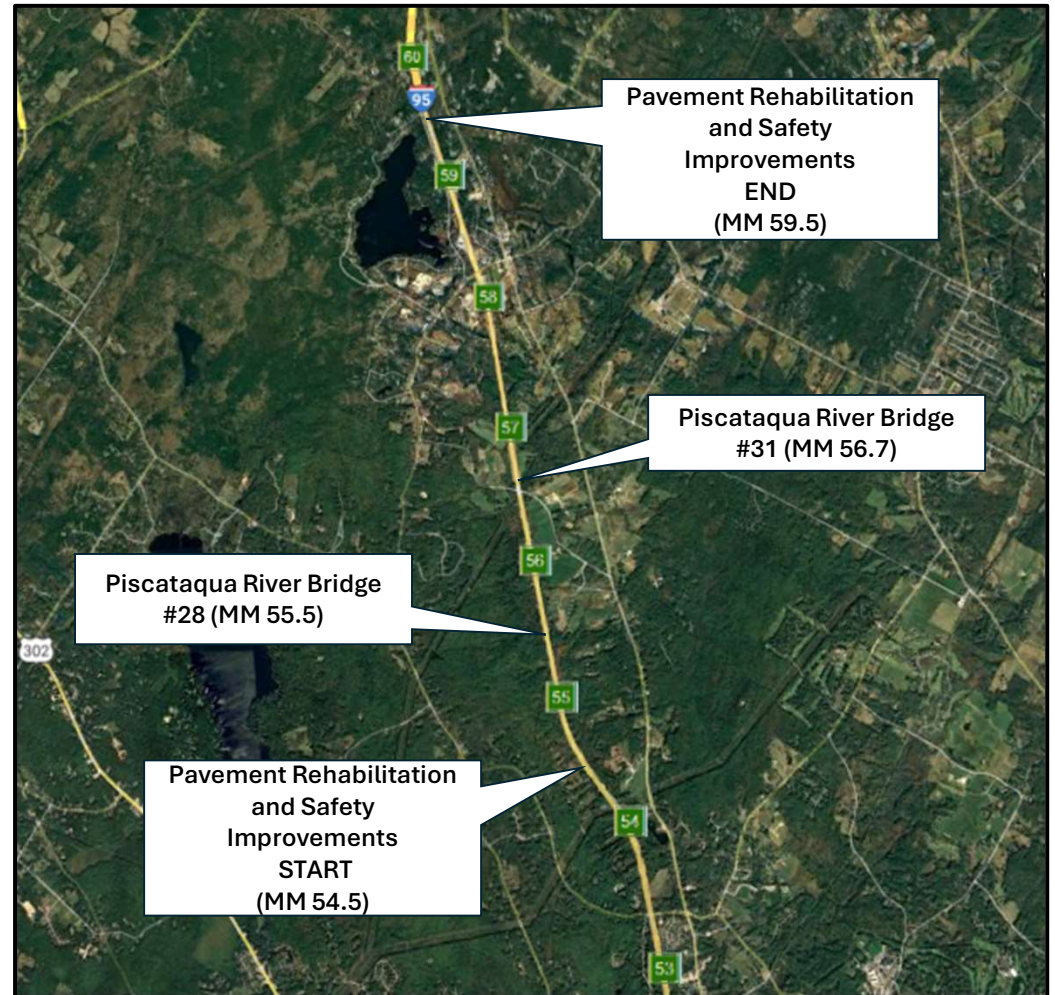 60
95
Pavement Rehabilitation
and Safety
Improvements
END
(MM 59.5)
59
58
Piscataqua River Bridge
#31 (MM 56.7)
57
56
Piscataqua River Bridge
#28 (MM 55.5)
302
55
Pavement Rehabilitation
and Safety
Improvements
START
(MM 54.5)
54
53